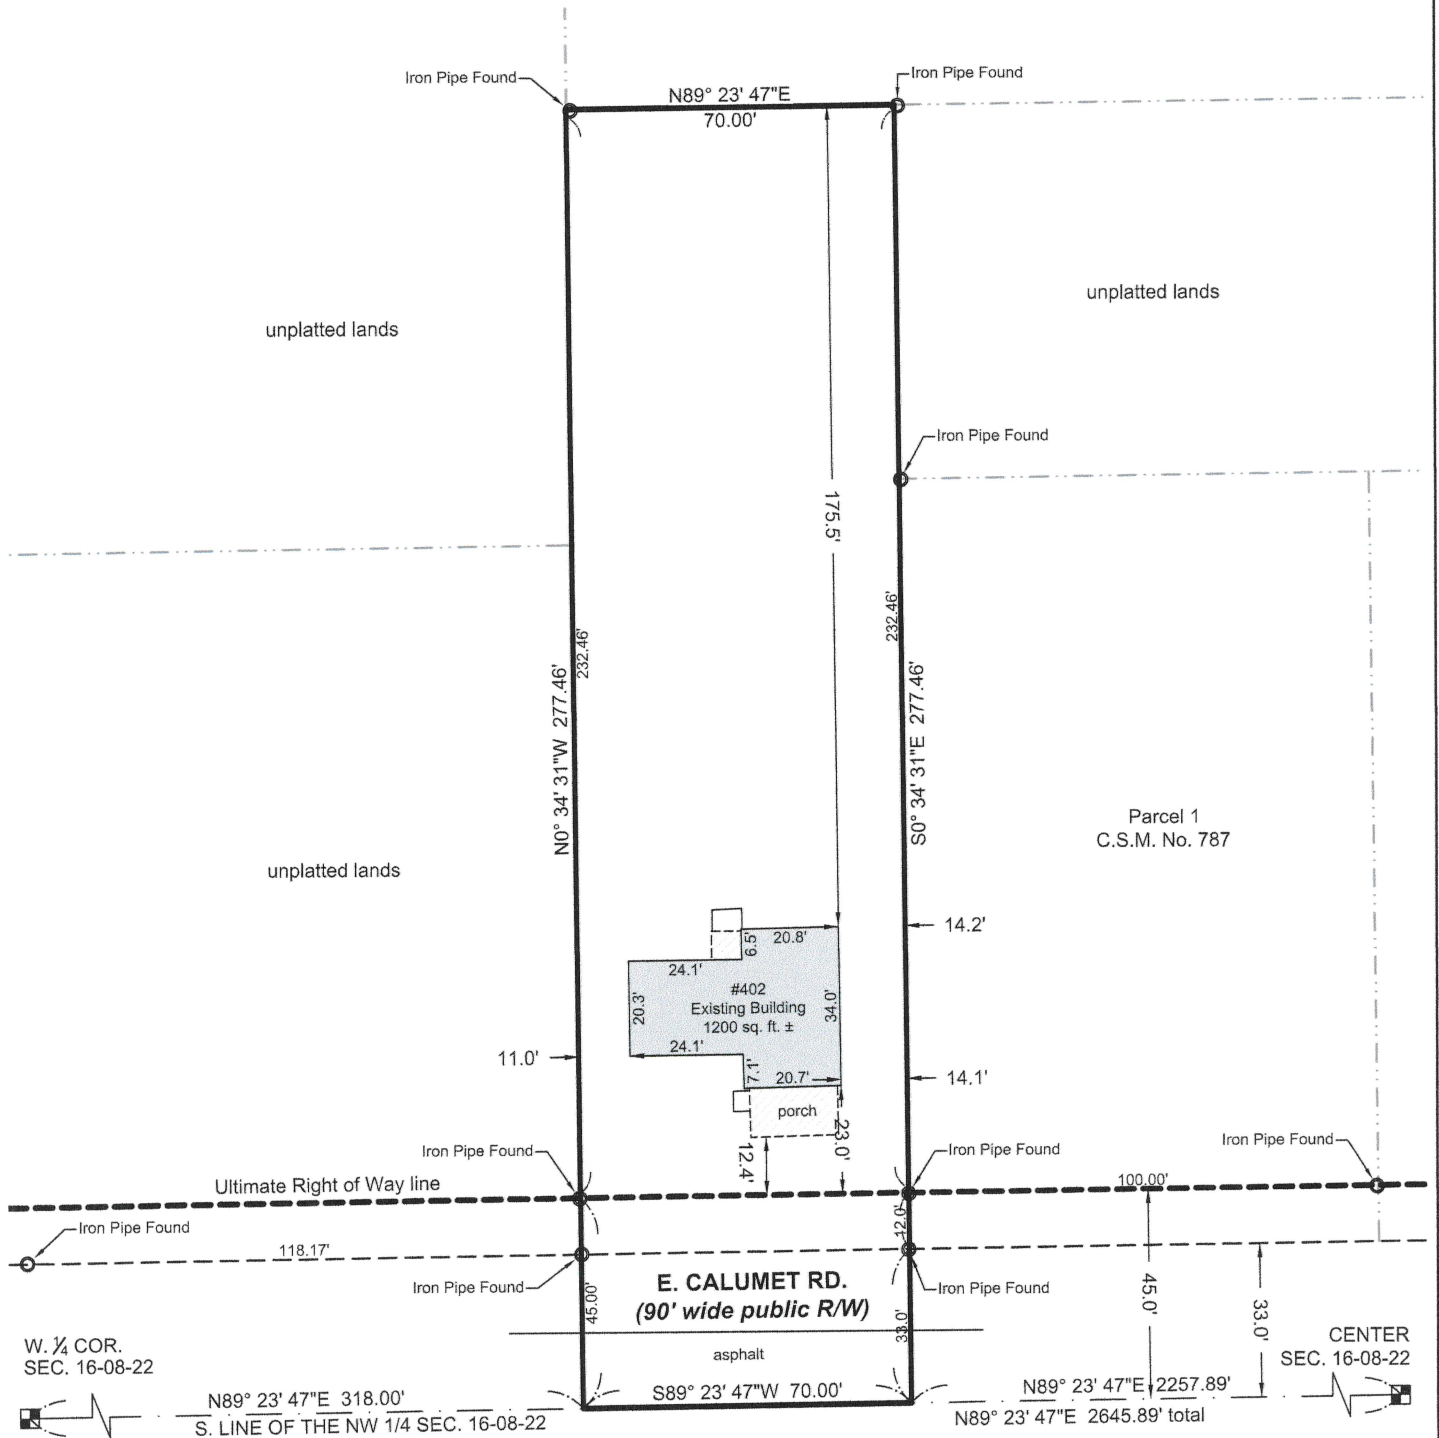 Iron Pipe Found
Iron Pipe Found
N89° 23' 47"E
70.00'
unplatted lands
unplatted lands
Iron Pipe Found
175.5'
232.46'
232.46'
N0° 34' 31"W 277.46'
S0° 34' 31"E 277.46'
Parcel 1
C.S.M. No. 787
unplatted lands
14.2'
20.8'
6.5'
24.1'
#402
Existing Building
1200 sq. ft. ±
20.3'
34.0'
24.1'
11.0'
7.1'
20.7'
14.1'
porch
23.0'
12.4'
Iron Pipe Found
Iron Pipe Found
Iron Pipe Found
Ultimate Right of Way line
100.00'
12.0'
Iron Pipe Found
118.17'
Iron Pipe Found
45.00'
E. CALUMET RD.
(90' wide public R/W)
Iron Pipe Found
45.0'
33.0'
33.0'
asphalt
W. ¼ COR.
SEC. 16-08-22
CENTER
SEC. 16-08-22
N89° 23' 47"E 318.00'
S. LINE OF THE NW 1/4 SEC. 16-08-22
S89° 23' 47"W 70.00'
N89° 23' 47"E 2257.89'
N89° 23' 47"E 2645.89' total